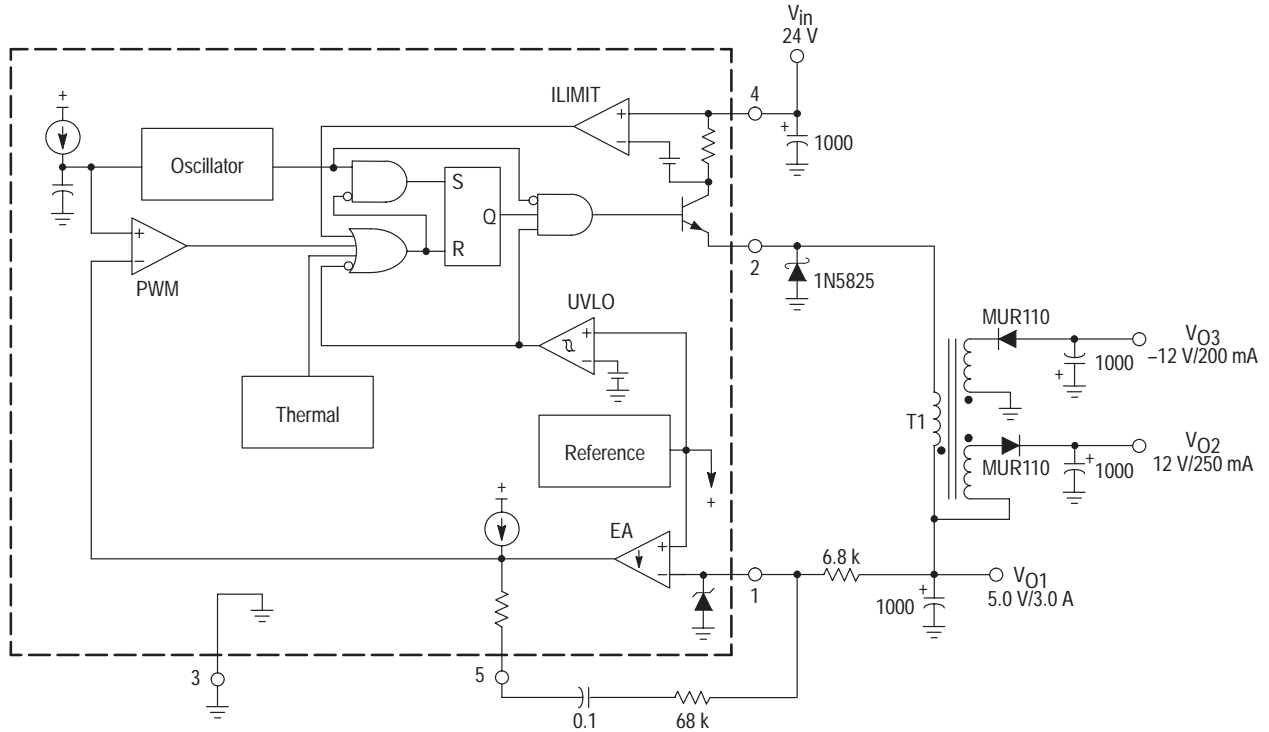 Vin
24 V
+
Oscillator
ILIMIT
+
−
4
+
1000
S
Q
R
+
−
PWM
2
1N5825
UVLO
+
−
Thermal
Reference
+
MUR110
1000
+
VO3
−12 V/200 mA
T1
MUR110
+
1000
VO2
12 V/250 mA
+
EA
+
−
1
6.8 k
1000
+
VO1
5.0 V/3.0 A
3
5
0.1
68 k